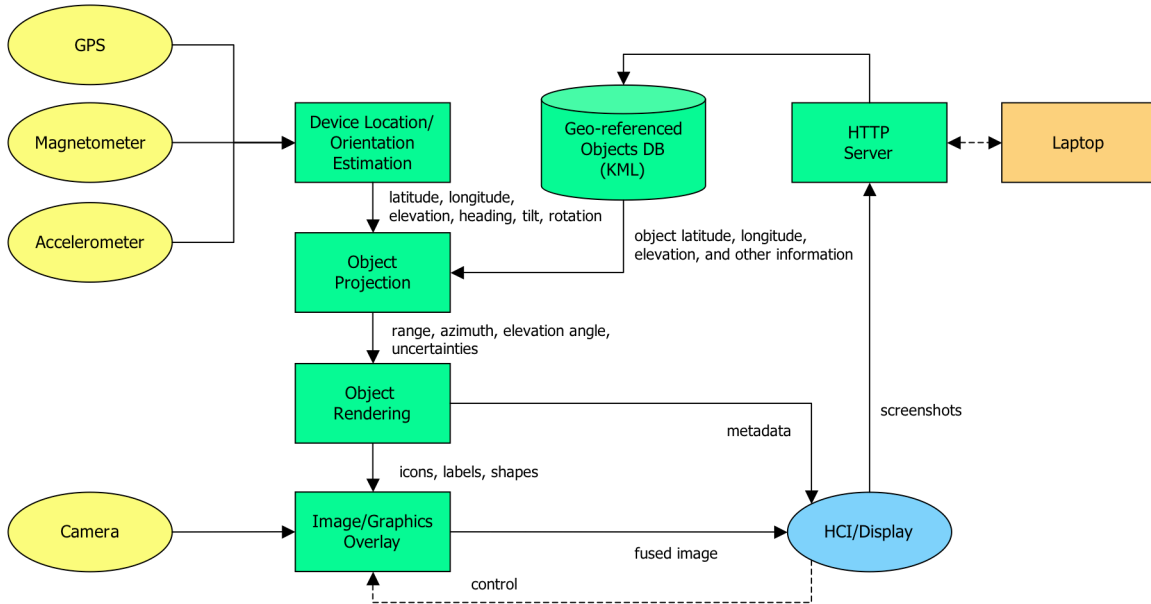 GPS
Magnetometer
Accelerometer
Device Location/
Orientation
Estimation
Geo-referenced
Objects DB
(KML)
HTTP
Server
Laptop
latitude, longitude,
elevation, heading, tilt, rotation
object latitude, longitude,
elevation, and other information
Object
Projection
range, azimuth, elevation angle,
uncertainties
Object
Rendering
metadata
screenshots
icons, labels, shapes
Camera
Image/Graphics
Overlay
fused image
HCI/Display
control